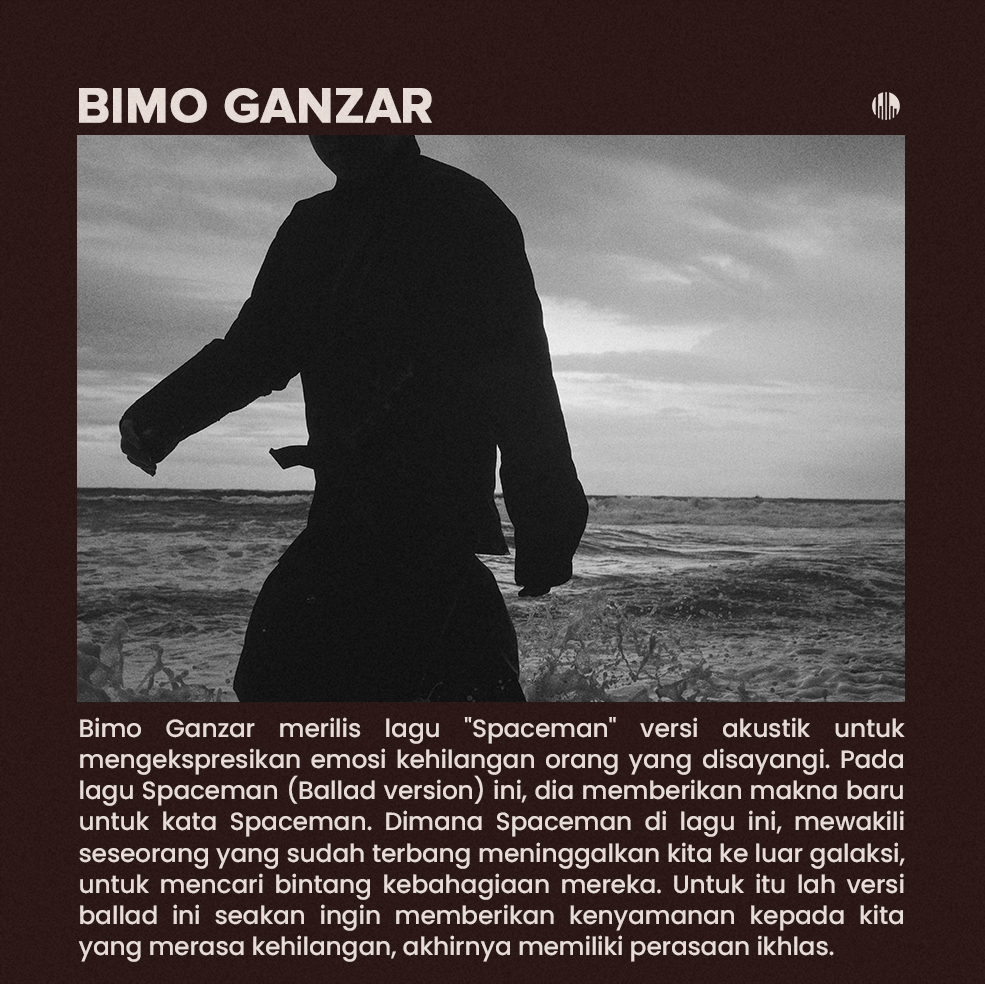 BIMO GANZAR
Bimo Ganzar merilis lagu "Spaceman" versi akustik untuk
mengekspresikan emosi kehilangan orang yang disayangi. Pada
lagu Spaceman (Ballad version) ini, dia memberikan makna baru
untuk kata Spaceman. Dimana Spaceman di lagu ini, mewakili
seseorang yang sudah terbang meninggalkan kita ke luar galaksi,
untuk mencari bintang kebahagiaan mereka. Untuk itu lah versi
ballad ini seakan ingin memberikan kenyamanan kepada kita
yang merasa kehilangan, akhirnya memiliki perasaan ikhlas.